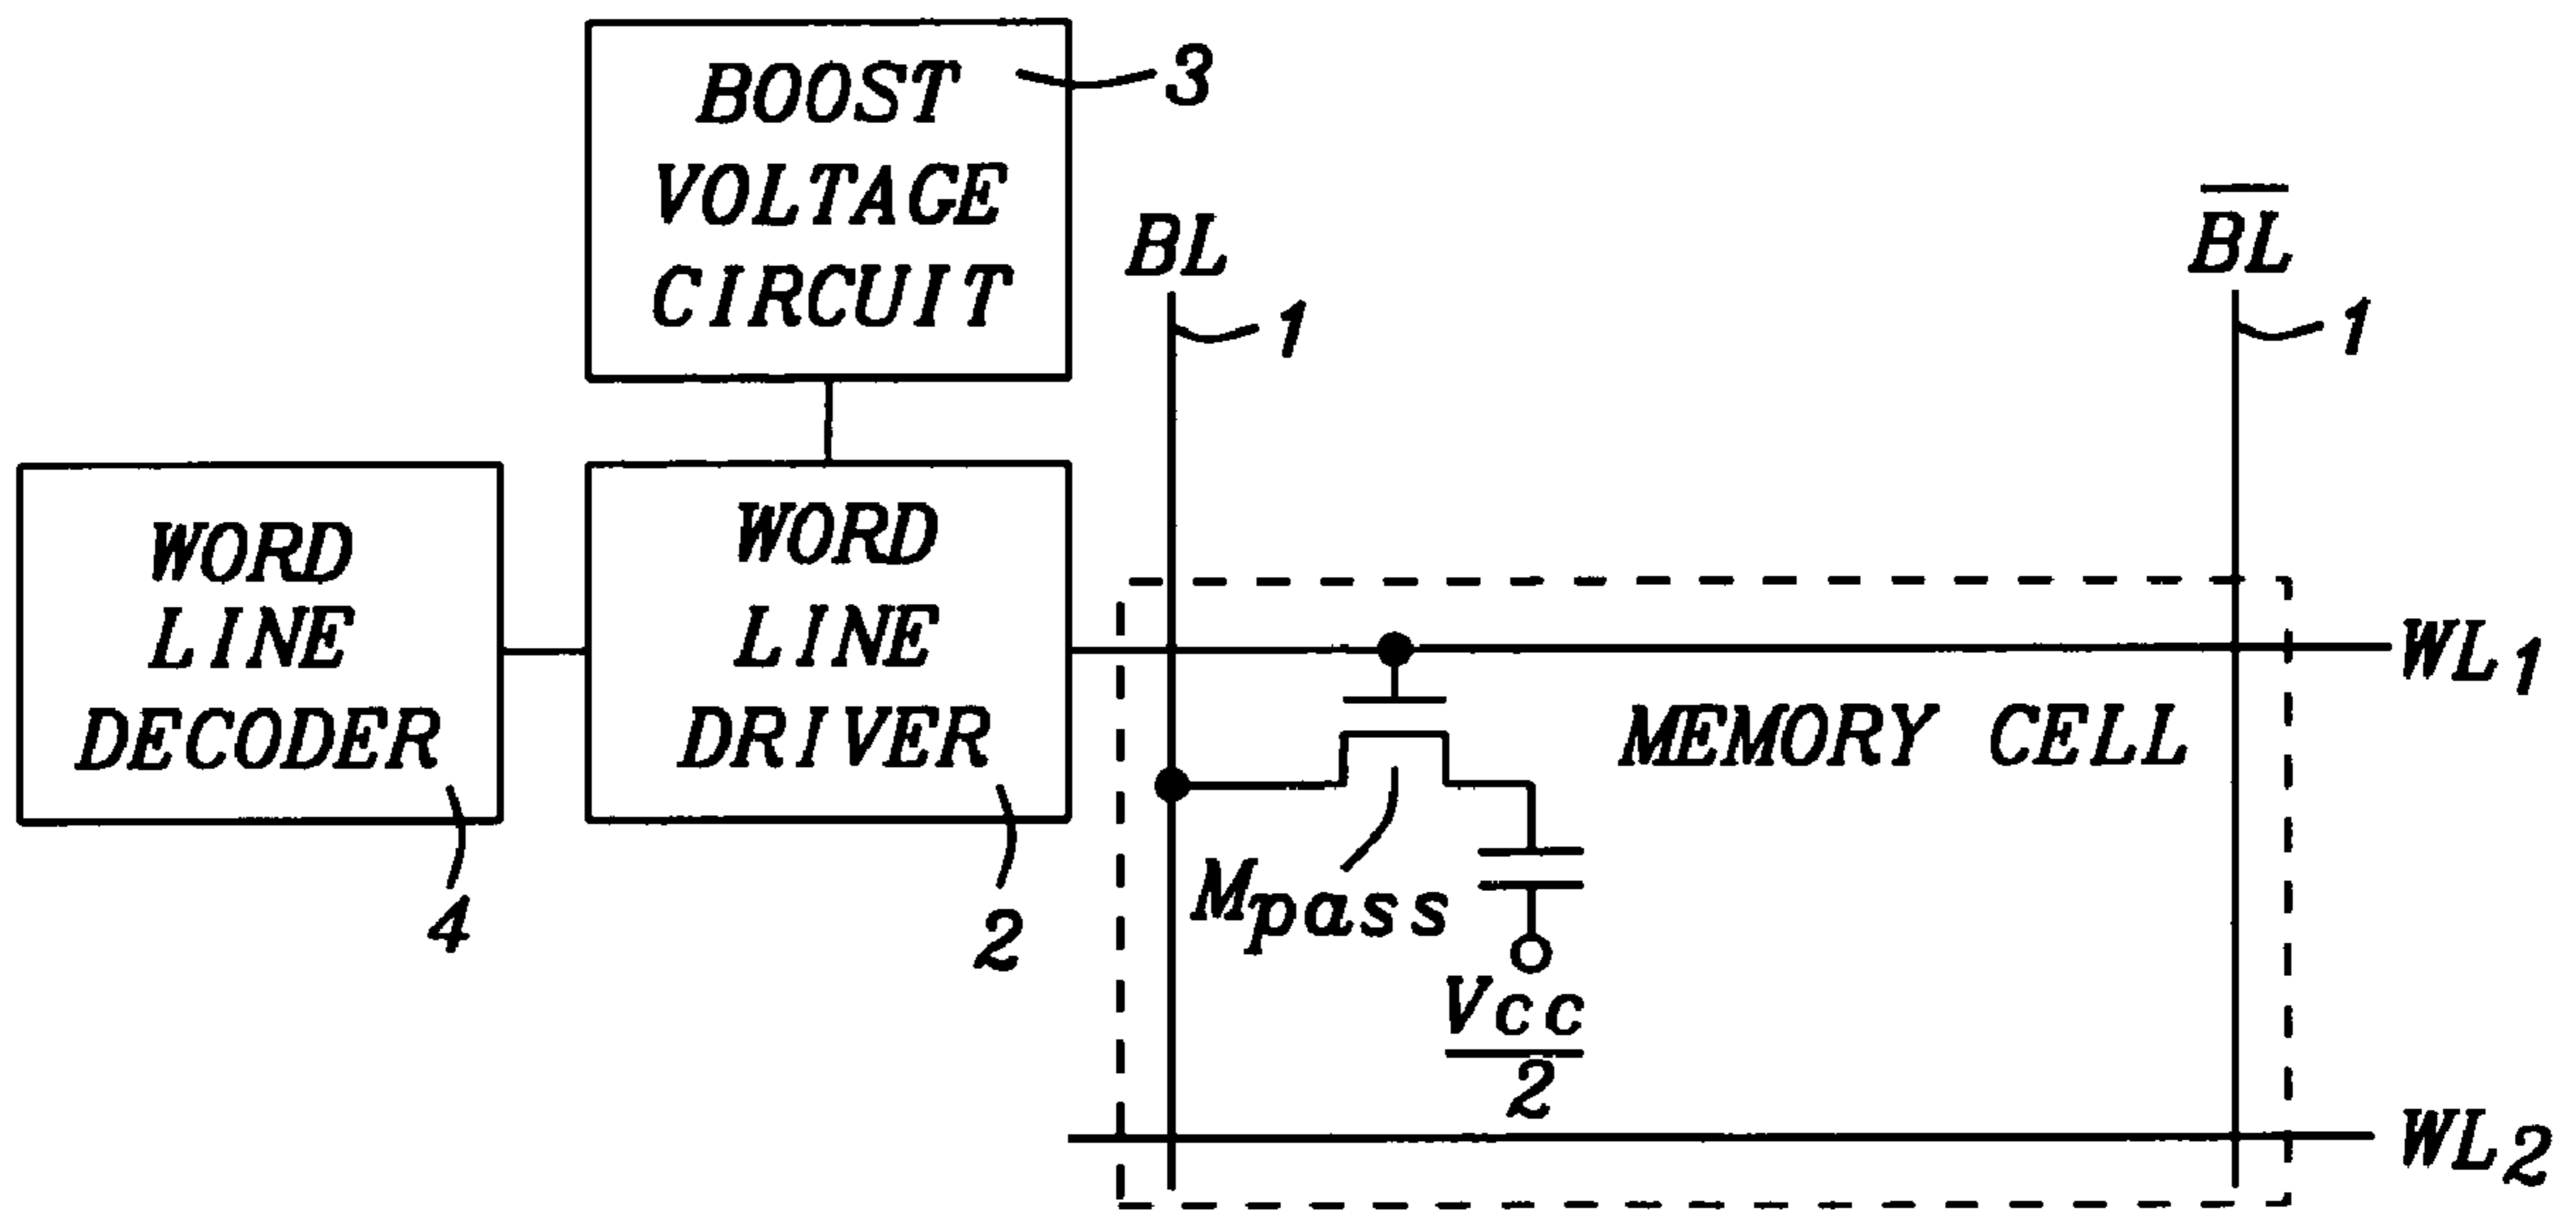 BOOST
VOLTAGE
CIRCUIT
3
BL
1
B̅L̅
1
WORD
LINE
DECODER
4
WORD
LINE
DRIVER
2
WL1
MEMORY CELL
Mpass
Vcc
2
WL2